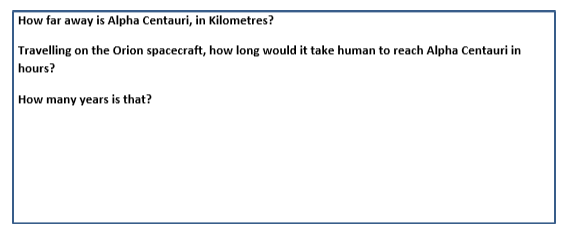 How far away is Alpha Centauri, in Kilometres?
Travelling on the Orion spacecraft, how long would it take human to reach Alpha Centauri in
hours?
How many years is that?